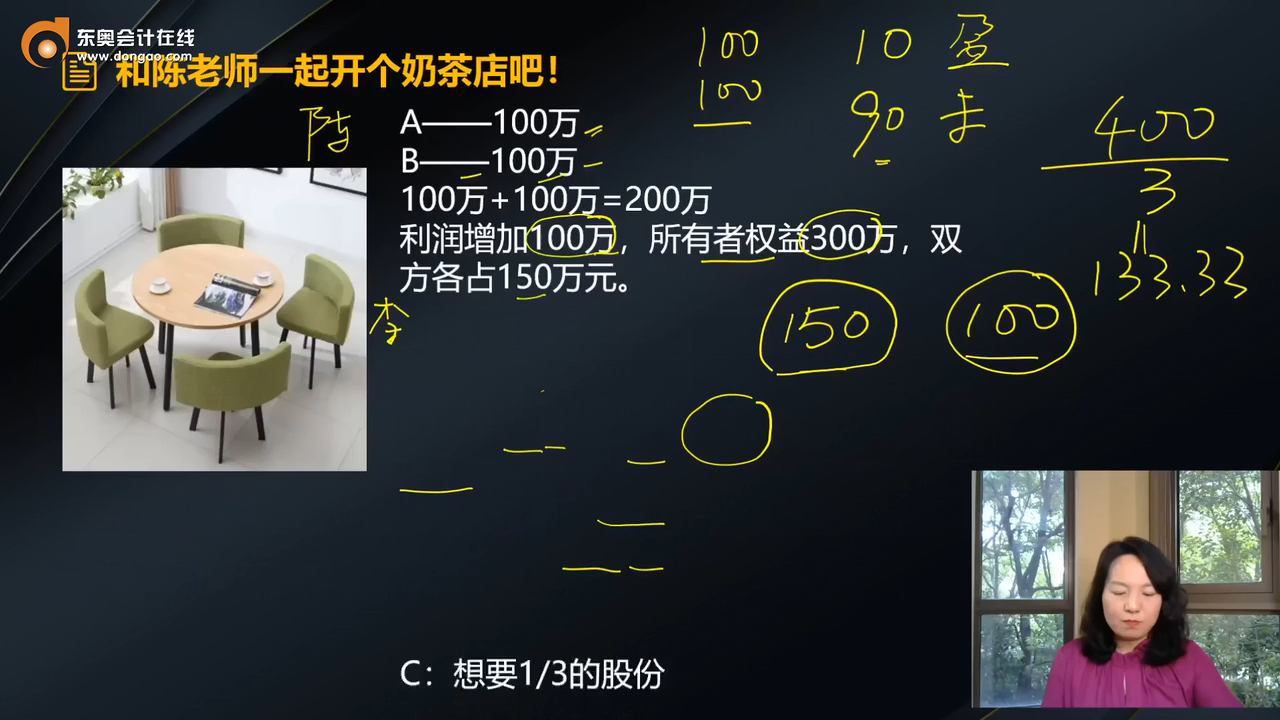 东奥会计在线
www.dongao.com
和陈老师一起开个奶茶店吧！
A——100万
B——100万
100万+100万=200万
利润增加100万，所有者权益300万，双
方各占150万元。
C：想要1/3的股份
陈
李
100 10 盈
100 90 卡
400
3
133.33
150 100